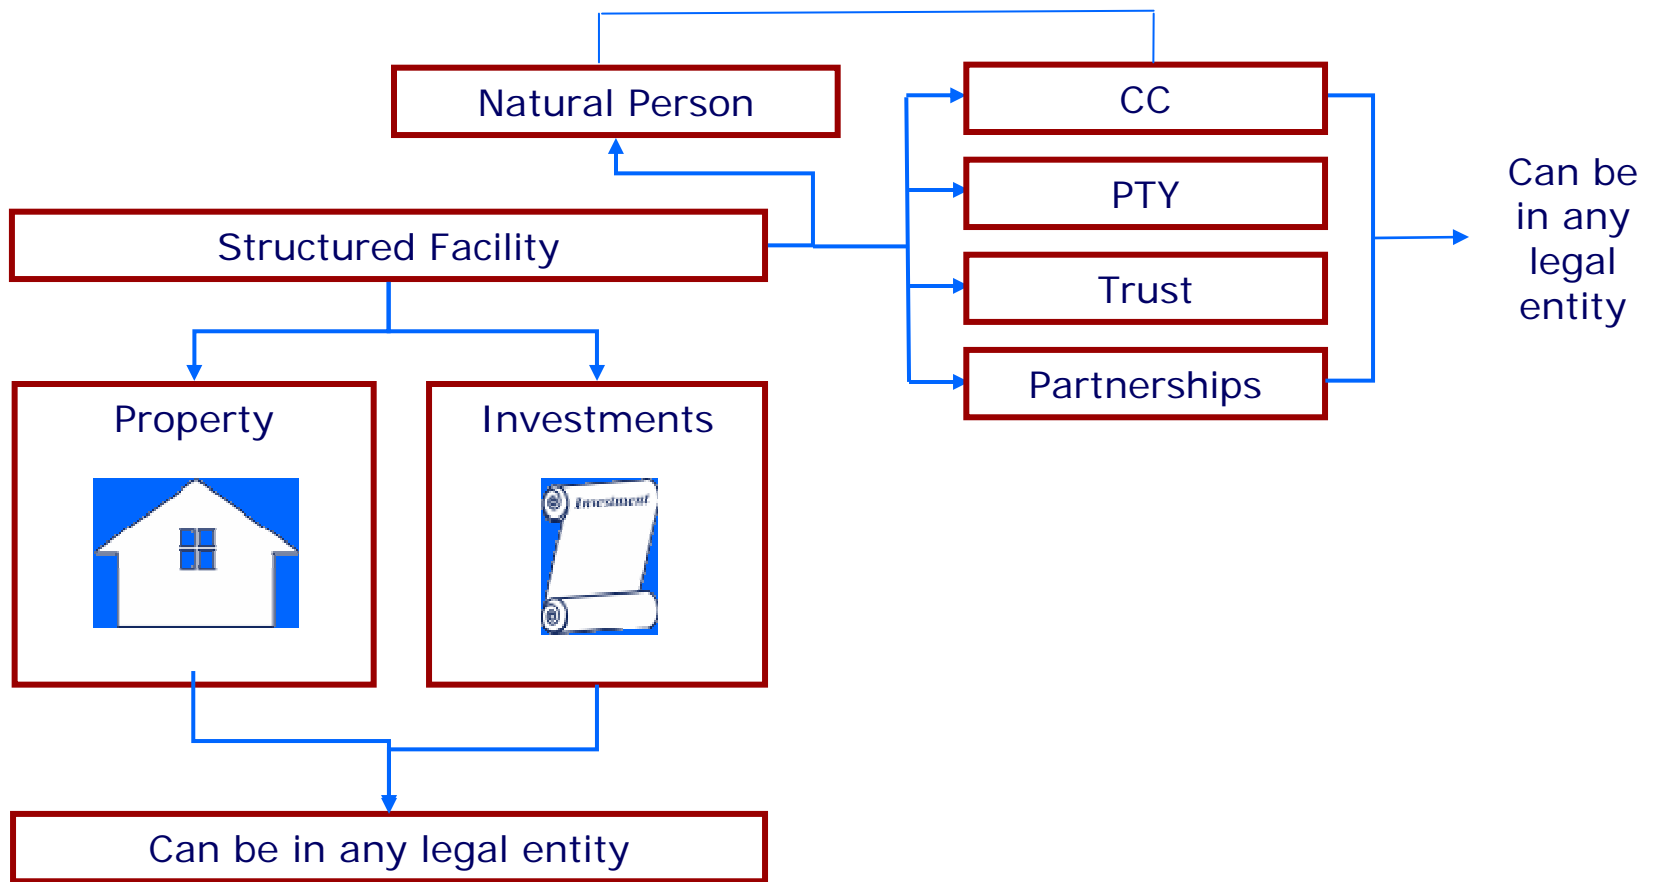 Natural Person
CC
PTY
Trust
Partnerships
Can be
in any
legal
entity
Structured Facility
Property
Investments
Investment
Can be in any legal entity